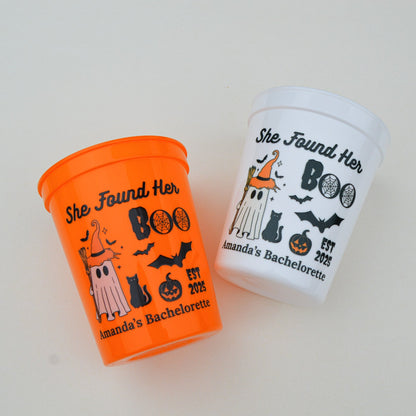 She Found Her
BOO
EST
2025
Amanda's Bachelorette
She Found Her
BOO
EST
2025
Amanda's Bachelorette